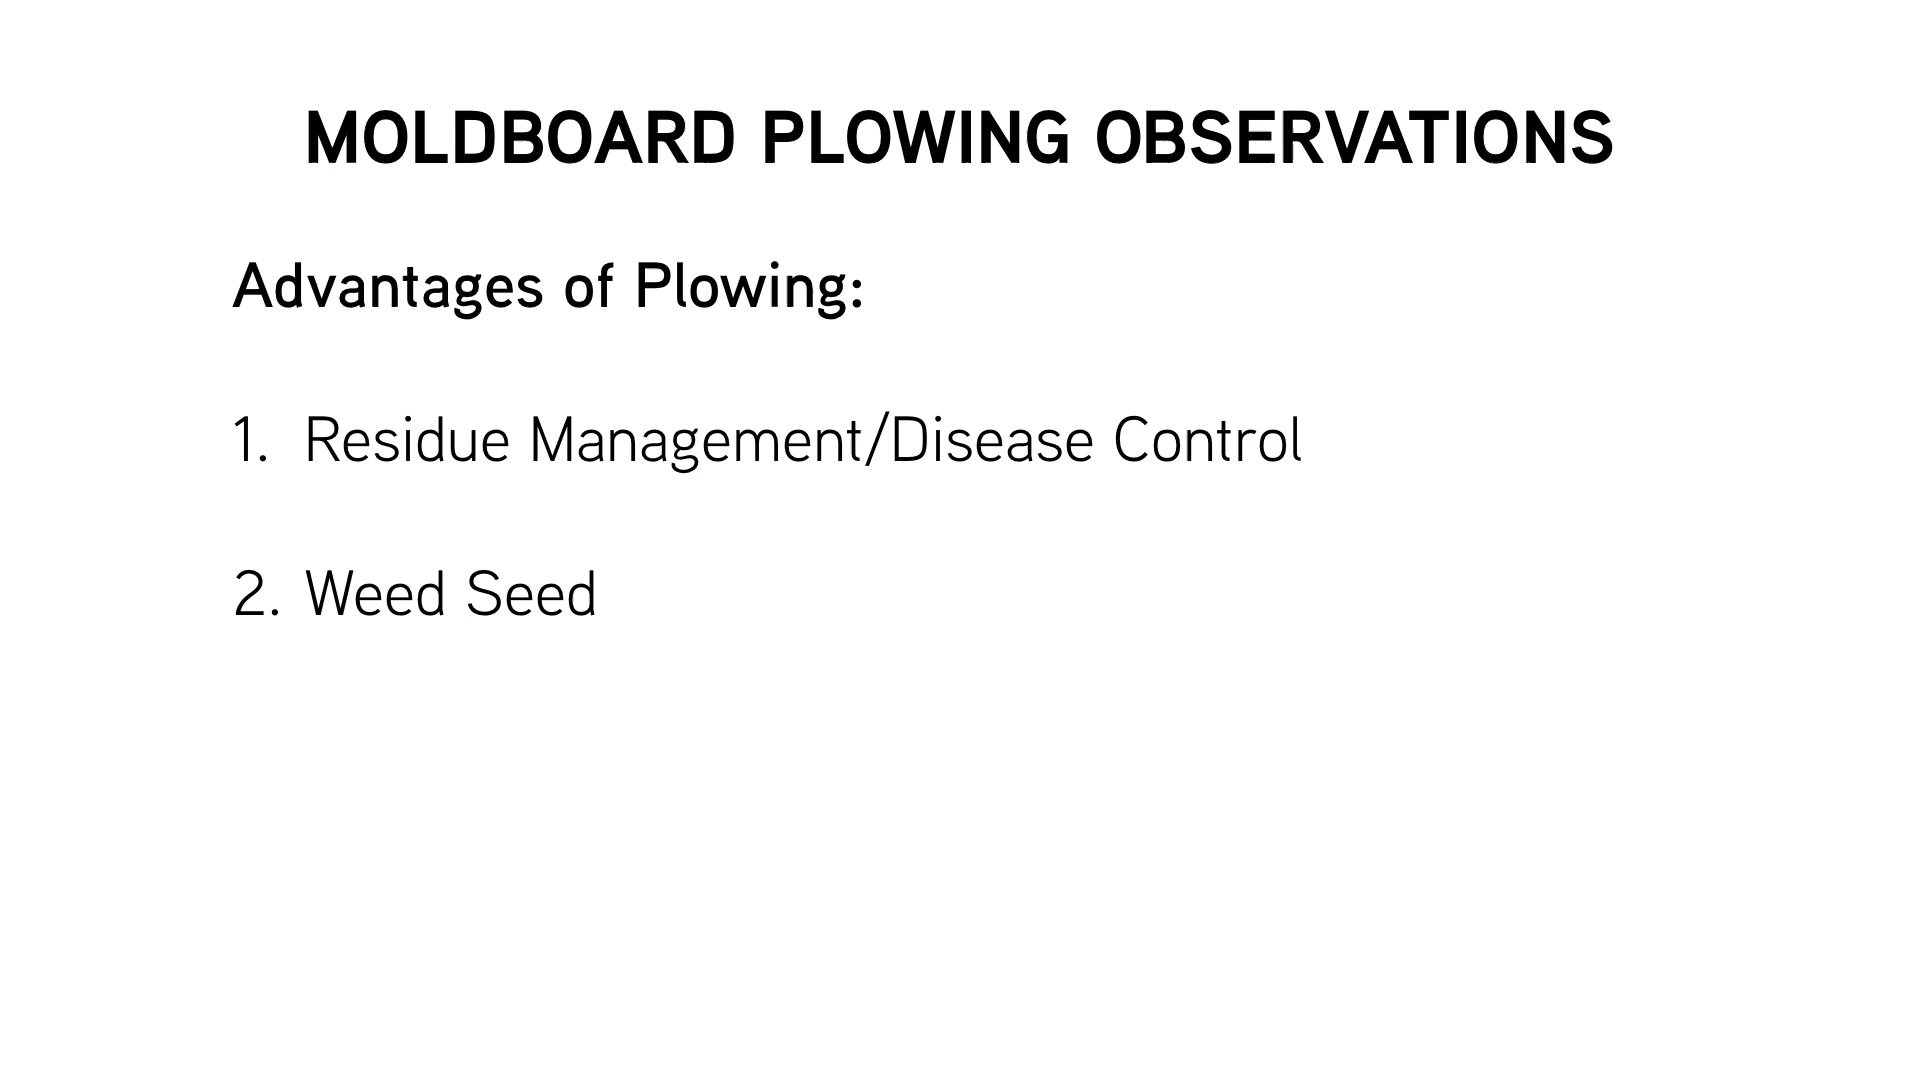 MOLDBOARD PLOWING OBSERVATIONS
Advantages of Plowing:
1. Residue Management/Disease Control
2. Weed Seed